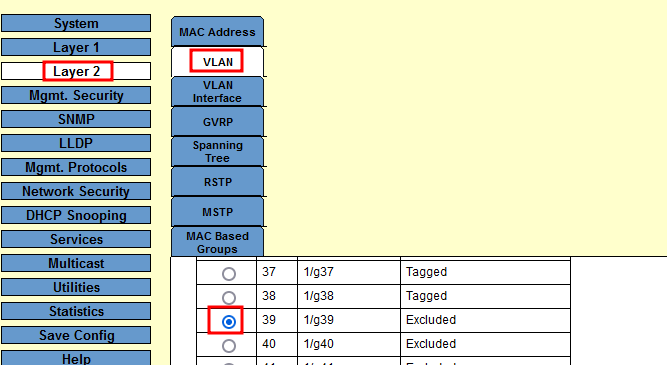 System
Layer 1
Layer 2
Mgmt. Security
SNMP
LLDP
Mgmt. Protocols
Network Security
DHCP Snooping
Services
Multicast
Utilities
Statistics
Save Config
Help
MAC Address
VLAN
VLAN
Interface
GVRP
Spanning
Tree
RSTP
MSTP
MAC Based
Groups
37 1/g37 Tagged
38 1/g38 Tagged
39 1/g39 Excluded
40 1/g40 Excluded